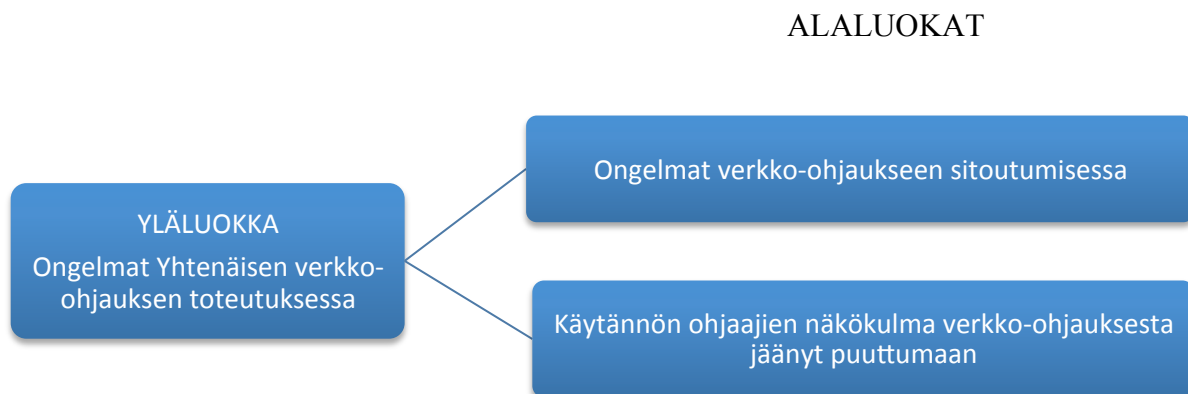 ALALUOKAT
YLÄLUOKKA
Ongelmat Yhtenäisen verkko-
ohjauksen toteutuksessa
Ongelmat verkko-ohjaukseen sitoutumisessa
Käytännön ohjaajien näkökulma verkko-ohjauksesta
jäänyt puuttumaan